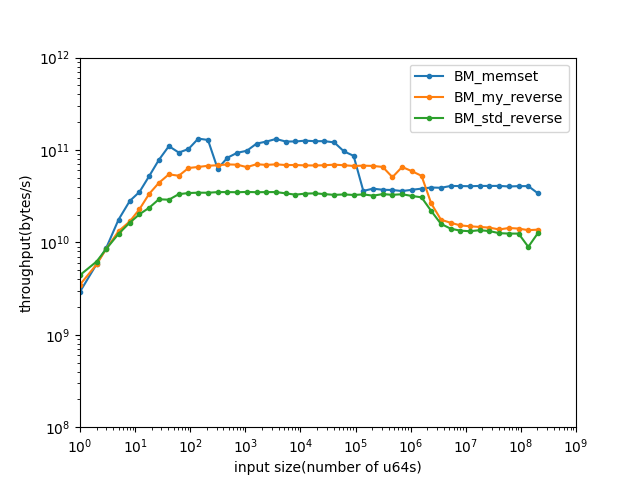 10^12
10^11
10^10
10^9
10^8
throughput(bytes/s)
BM_memset
BM_my_reverse
BM_std_reverse
10^0 10^1 10^2 10^3 10^4 10^5 10^6 10^7 10^8 10^9
input size(number of u64s)